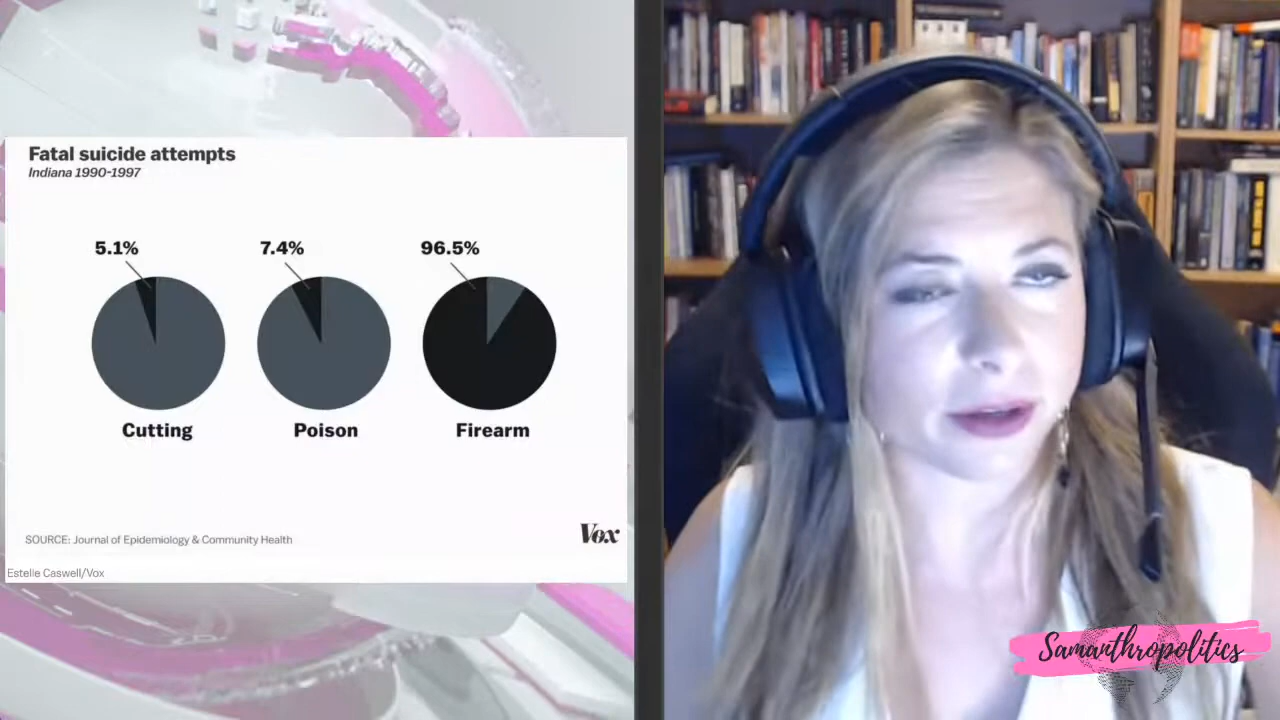 Fatal suicide attempts
Indiana 1990-1997
5.1%
7.4%
96.5%
Cutting
Poison
Firearm
SOURCE: Journal of Epidemiology & Community Health
Vox
Estelle Caswell/Vox
Samanthropolitics